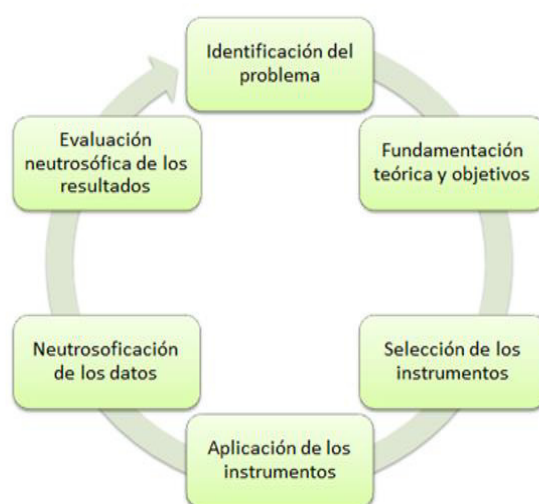 Identificación del
problema
Fundamentación
teórica y objetivos
Selección de los
instrumentos
Aplicación de los
instrumentos
Neutrosoficación
de los datos
Evaluación
neutrosófica de los
resultados